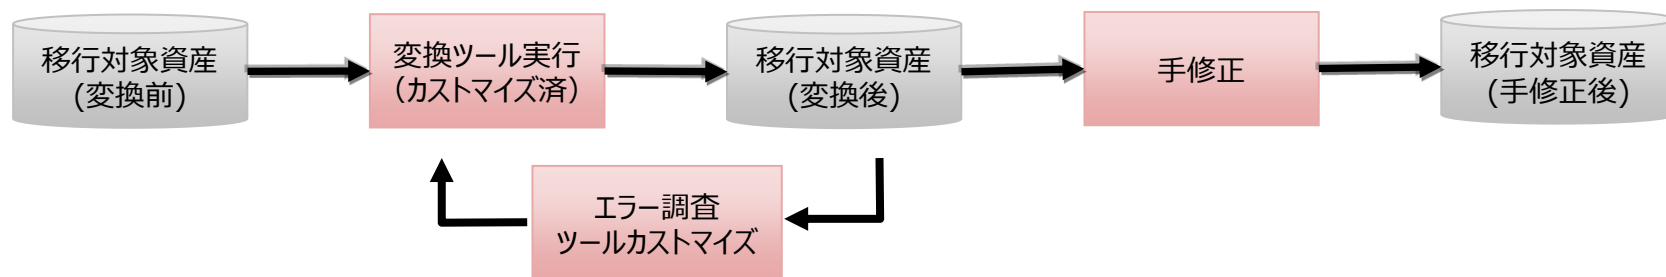 移行対象資産
(変換前)
変換ツール実行
（カストマイズ済）
移行対象資産
(変換後)
手修正
移行対象資産
(手修正後)
エラー調査
ツールカストマイズ